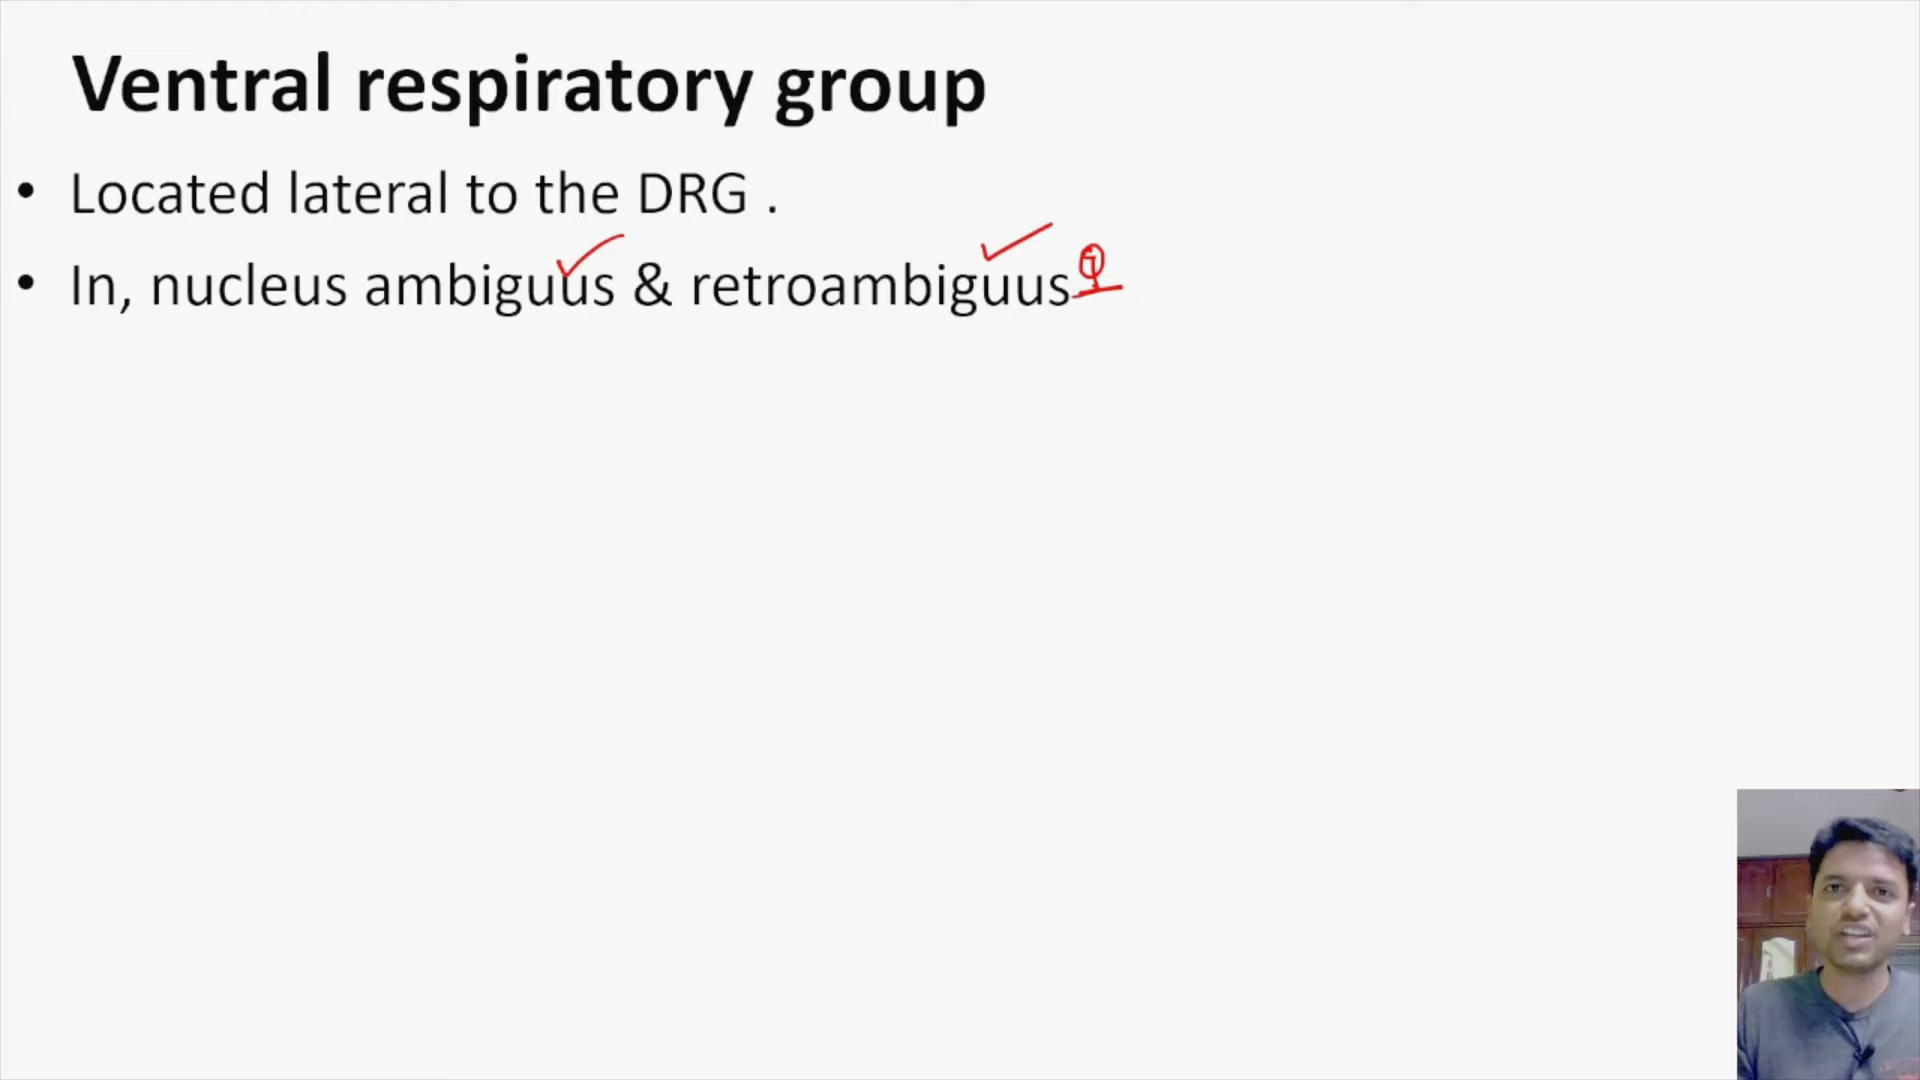 Ventral respiratory group
• Located lateral to the DRG .
• In, nucleus ambiguus & retroambiguus